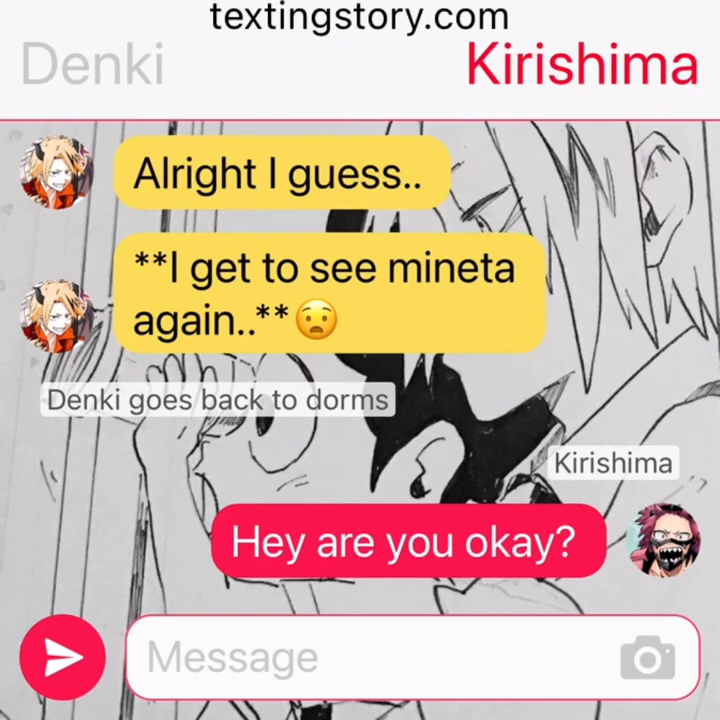 textingstory.com
Denki
Kirishima
Alright I guess..
**I get to see mineta
again..**😧
Denki goes back to dorms
Kirishima
Hey are you okay?
Message